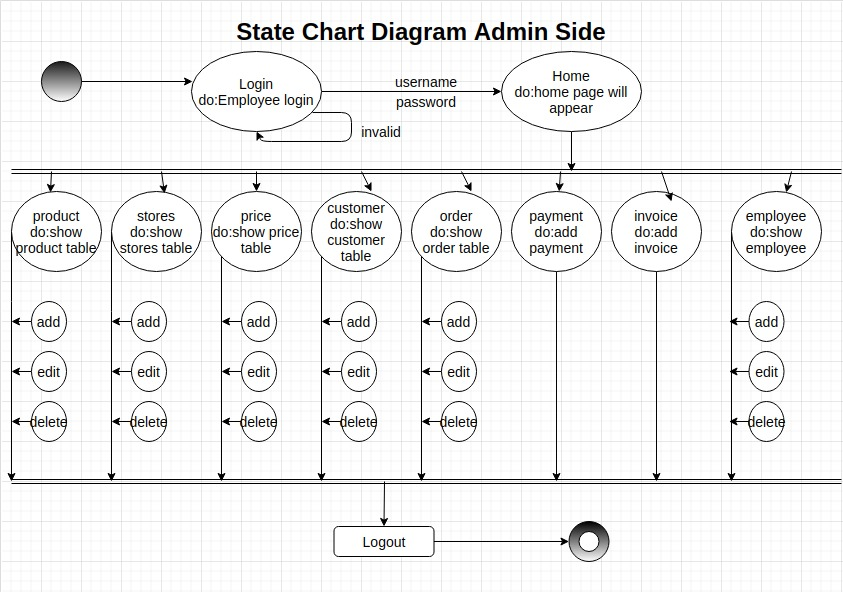 State Chart Diagram Admin Side
Login
do:Employee login
username
password
invalid
Home
do:home page will
appear
product
do:show
product table
stores
do:show
stores table
price
do:show price
table
customer
do:show
customer
table
order
do:show
order table
payment
do:add
payment
invoice
do:add
invoice
employee
do:show
employee
add
add
add
add
add
add
edit
edit
edit
edit
edit
edit
delete
delete
delete
delete
delete
delete
Logout